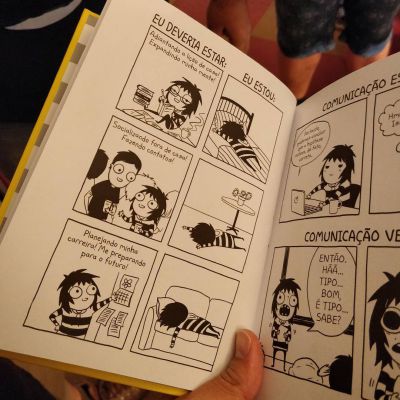 EU DEVERIA ESTAR:
EU ESTOU:
Adiantando a lição de casa!
Expandindo minha mente!
Socializando fora de casa!
Fazendo contatos!
Planejando minha
carreira! Me preparando
para o futuro!
COMUNICAÇÃO ES
COMUNICAÇÃO VE
ENTÃO.
HÃÃ...
TIPO...
BOM,
É TIPO...
SABE?